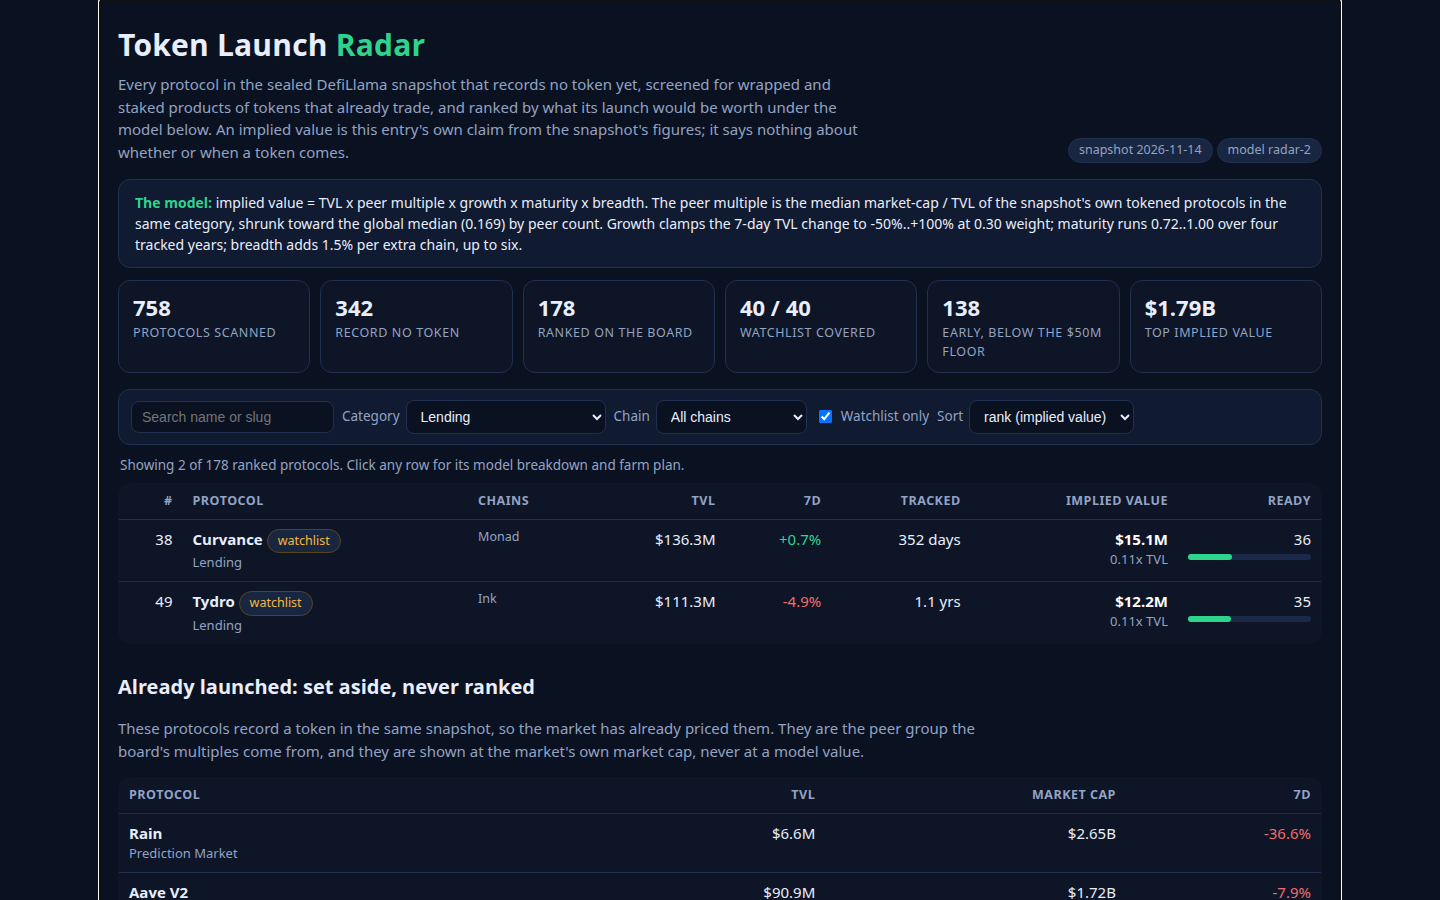 Token Launch Radar
Every protocol in the sealed DefiLlama snapshot that records no token yet, screened for wrapped and
staked products of tokens that already trade, and ranked by what its launch would be worth under the
model below. An implied value is this entry's own claim from the snapshot's figures; it says nothing about
whether or when a token comes.
snapshot 2026-11-14 model radar-2
The model: implied value = TVL x peer multiple x growth x maturity x breadth. The peer multiple is the median market-cap / TVL of the snapshot's own tokened protocols in the
same category, shrunk toward the global median (0.169) by peer count. Growth clamps the 7-day TVL change to -50%..+100% at 0.30 weight; maturity runs 0.72..1.00 over four
tracked years; breadth adds 1.5% per extra chain, up to six.
758 342 178 40 / 40 138 $1.79B
PROTOCOLS SCANNED RECORD NO TOKEN RANKED ON THE BOARD WATCHLIST COVERED EARLY, BELOW THE $50M TOP IMPLIED VALUE
FLOOR
Search name or slug Category Lending Chain All chains Watchlist only Sort rank (implied value)
Showing 2 of 178 ranked protocols. Click any row for its model breakdown and farm plan.
# PROTOCOL CHAINS TVL 7D TRACKED IMPLIED VALUE READY
38 Curvance watchlist Monad $136.3M +0.7% 352 days $15.1M 36
Lending 0.11x TVL
49 Tydro watchlist Ink $111.3M -4.9% 1.1 yrs $12.2M 35
Lending 0.11x TVL
Already launched: set aside, never ranked
These protocols record a token in the same snapshot, so the market has already priced them. They are the peer group the
board's multiples come from, and they are shown at the market's own market cap, never at a model value.
PROTOCOL TVL MARKET CAP 7D
Rain $6.6M $2.65B -36.6%
Prediction Market
Aave V2 $90.9M $1.72B -7.9%